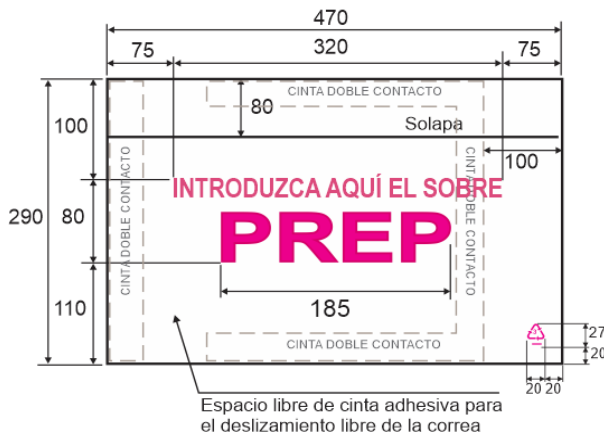 470
75 320 75
CINTA DOBLE CONTACTO
80
Solapa
100
100
CINTA DOBLE CONTACTO
CINTA DOBLE CONTACTO
INTRODUZCA AQUÍ EL SOBRE
290
80
PREP
185
110
CINTA DOBLE CONTACTO
27
20
20 20
Espacio libre de cinta adhesiva para
el deslizamiento libre de la correa